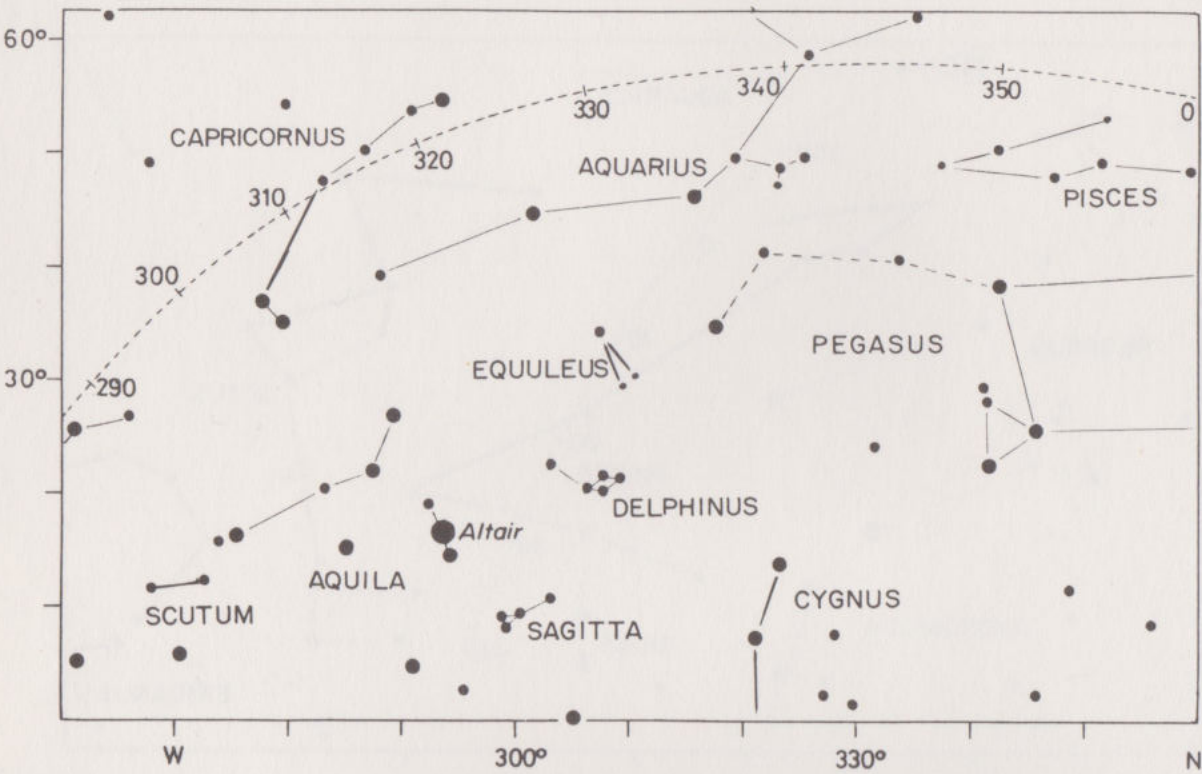 60°
340
350
330
0
CAPRICORNUS
320
AQUARIUS
310
PISCES
300
PEGASUS
EQUULEUS
30°
290
DELPHINUS
Altair
AQUILA
CYGNUS
SCUTUM
SAGITTA
W
300°
330°
N